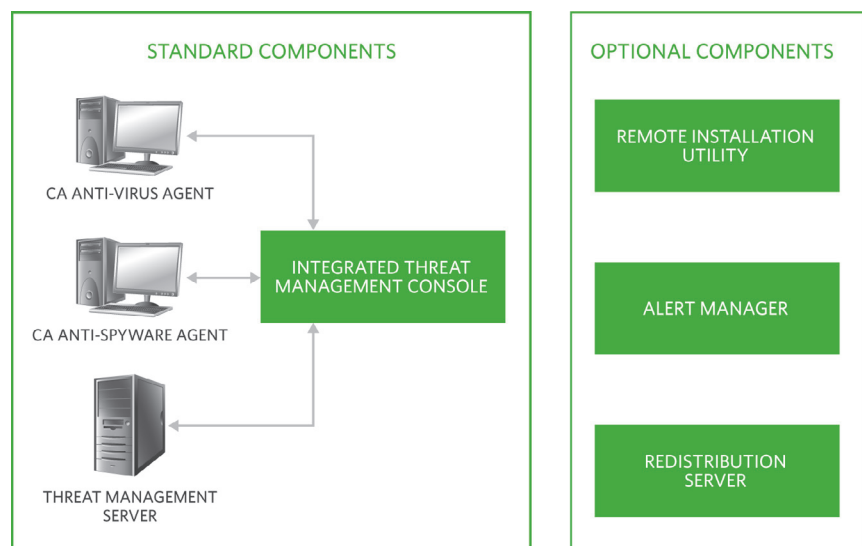 STANDARD COMPONENTS
CA ANTI-VIRUS AGENT
CA ANTI-SPYWARE AGENT
THREAT MANAGEMENT
SERVER
INTEGRATED THREAT
MANAGEMENT CONSOLE
OPTIONAL COMPONENTS
REMOTE INSTALLATION
UTILITY
ALERT MANAGER
REDISTRIBUTION
SERVER